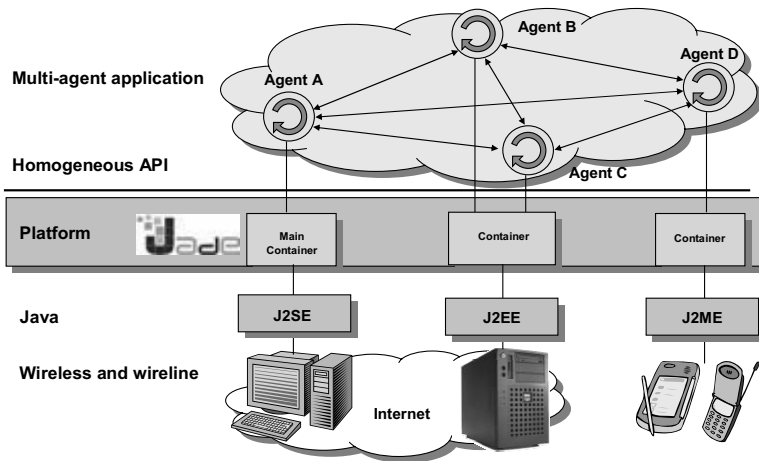 Agent B
Multi-agent application
Agent A
Agent D
Homogeneous API
Agent C
Platform
Jade
Main
Container
Container
Container
Java
J2SE
J2EE
J2ME
Wireless and wireline
Internet